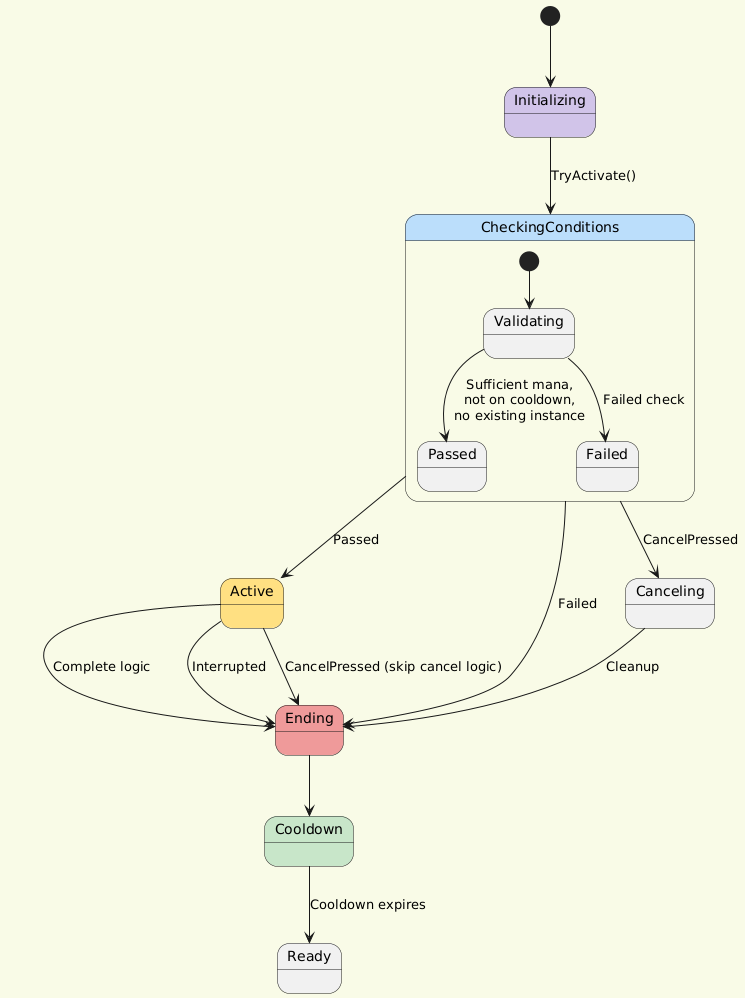 Initializing
TryActivate()
CheckingConditions
Validating
Sufficient mana,
not on cooldown,
no existing instance
Failed check
Passed
Failed
Passed
CancelPressed
Active
Failed
Canceling
Complete logic
Interrupted
CancelPressed (skip cancel logic)
Cleanup
Ending
Cooldown
Cooldown expires
Ready